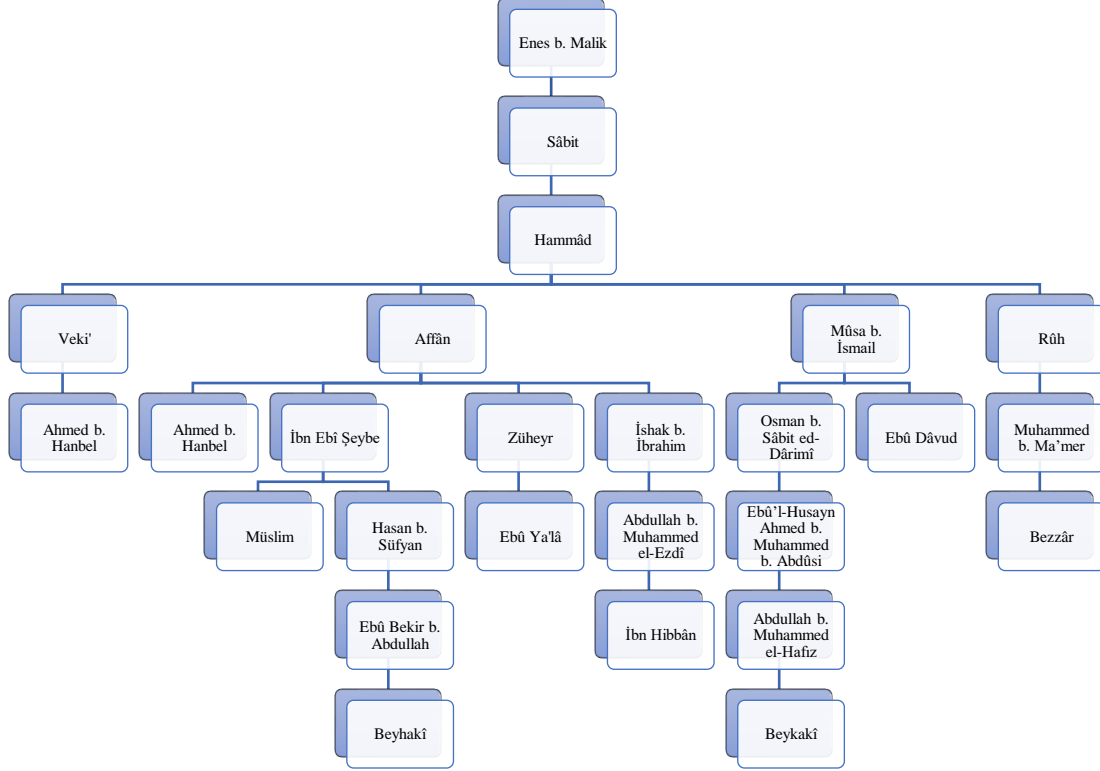 Enes b. Malik
Sâbit
Hammâd
Veki'
Affân
Mûsa b.
İsmail
Rûh
Ahmed b.
Hanbel
Ahmed b.
Hanbel
İbn Ebî Şeybe
Züheyr
İshak b.
İbrahim
Osman b.
Sâbit ed-
Dârimî
Ebû Dâvud
Muhammed
b. Ma’mer
Müslim
Hasan b.
Süfyan
Ebû Ya'lâ
Abdullah b.
Muhammed
el-Ezdî
Ebû’l-Husayn
Ahmed b.
Muhammed
b. Abdûsi
Bezzâr
Ebû Bekir b.
Abdullah
İbn Hibbân
Abdullah b.
Muhammed
el-Hafız
Beyhakî
Beykakî